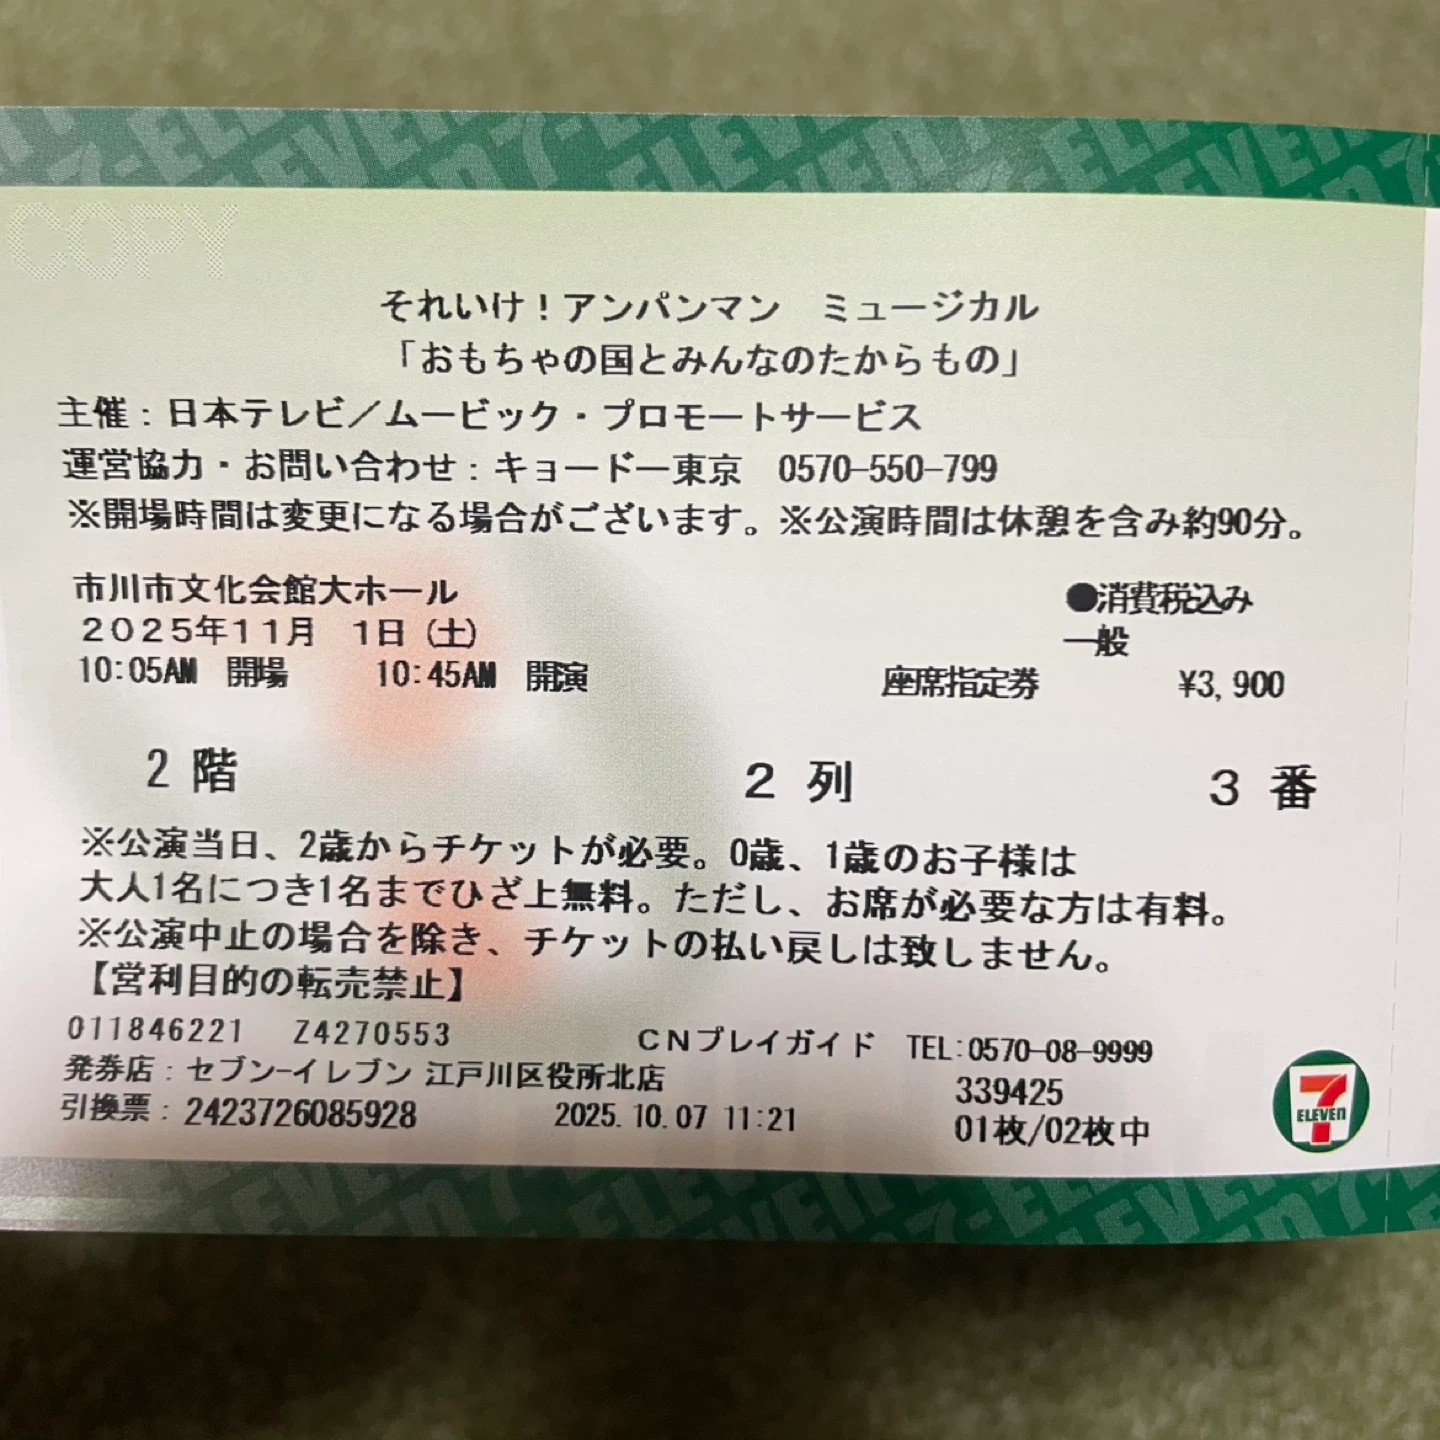 COPY
それいけ！アンパンマン　ミュージカル
「おもちゃの国とみんなのたからもの」
主催：日本テレビ／ムービック・プロモートサービス
運営協力・お問い合わせ：キョードー東京　0570-550-799
※開場時間は変更になる場合がございます。※公演時間は休憩を含み約90分。
市川市文化会館大ホール
●消費税込み
２０２５年１１月　１日（土）
一般
10:05AM　開場　　10:45AM　開演
座席指定券　¥3,900
２階　２列　３番
※公演当日、2歳からチケットが必要。0歳、1歳のお子様は
大人1名につき1名までひざ上無料。ただし、お席が必要な方は有料。
※公演中止の場合を除き、チケットの払い戻しは致しません。
【営利目的の転売禁止】
011846221　Z4270553　ＣＮプレイガイド　TEL:0570-08-9999
発券店：セブン-イレブン 江戸川区役所北店
339425
引換票：2423726085928　2025.10.07 11:21　01枚/02枚中
7 ELEVEN